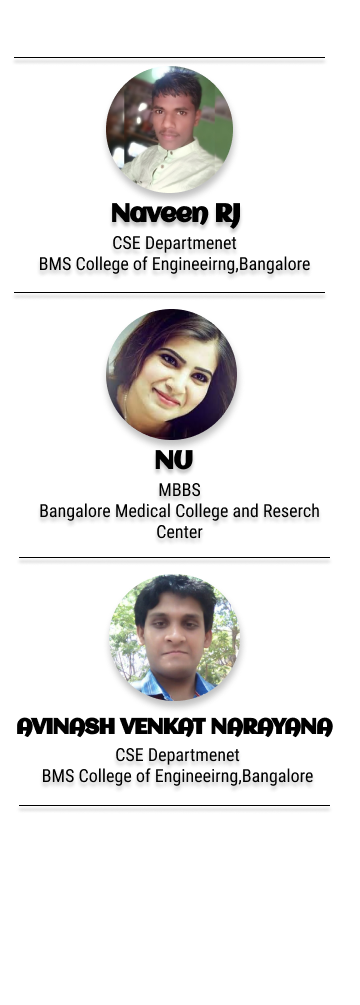 Naveen RJ
CSE Departmenet
BMS College of Engineeirng,Bangalore
NU
MBBS
Bangalore Medical College and Reserch
Center
AVINASH VENKAT NARAYANA
CSE Departmenet
BMS College of Engineeirng,Bangalore